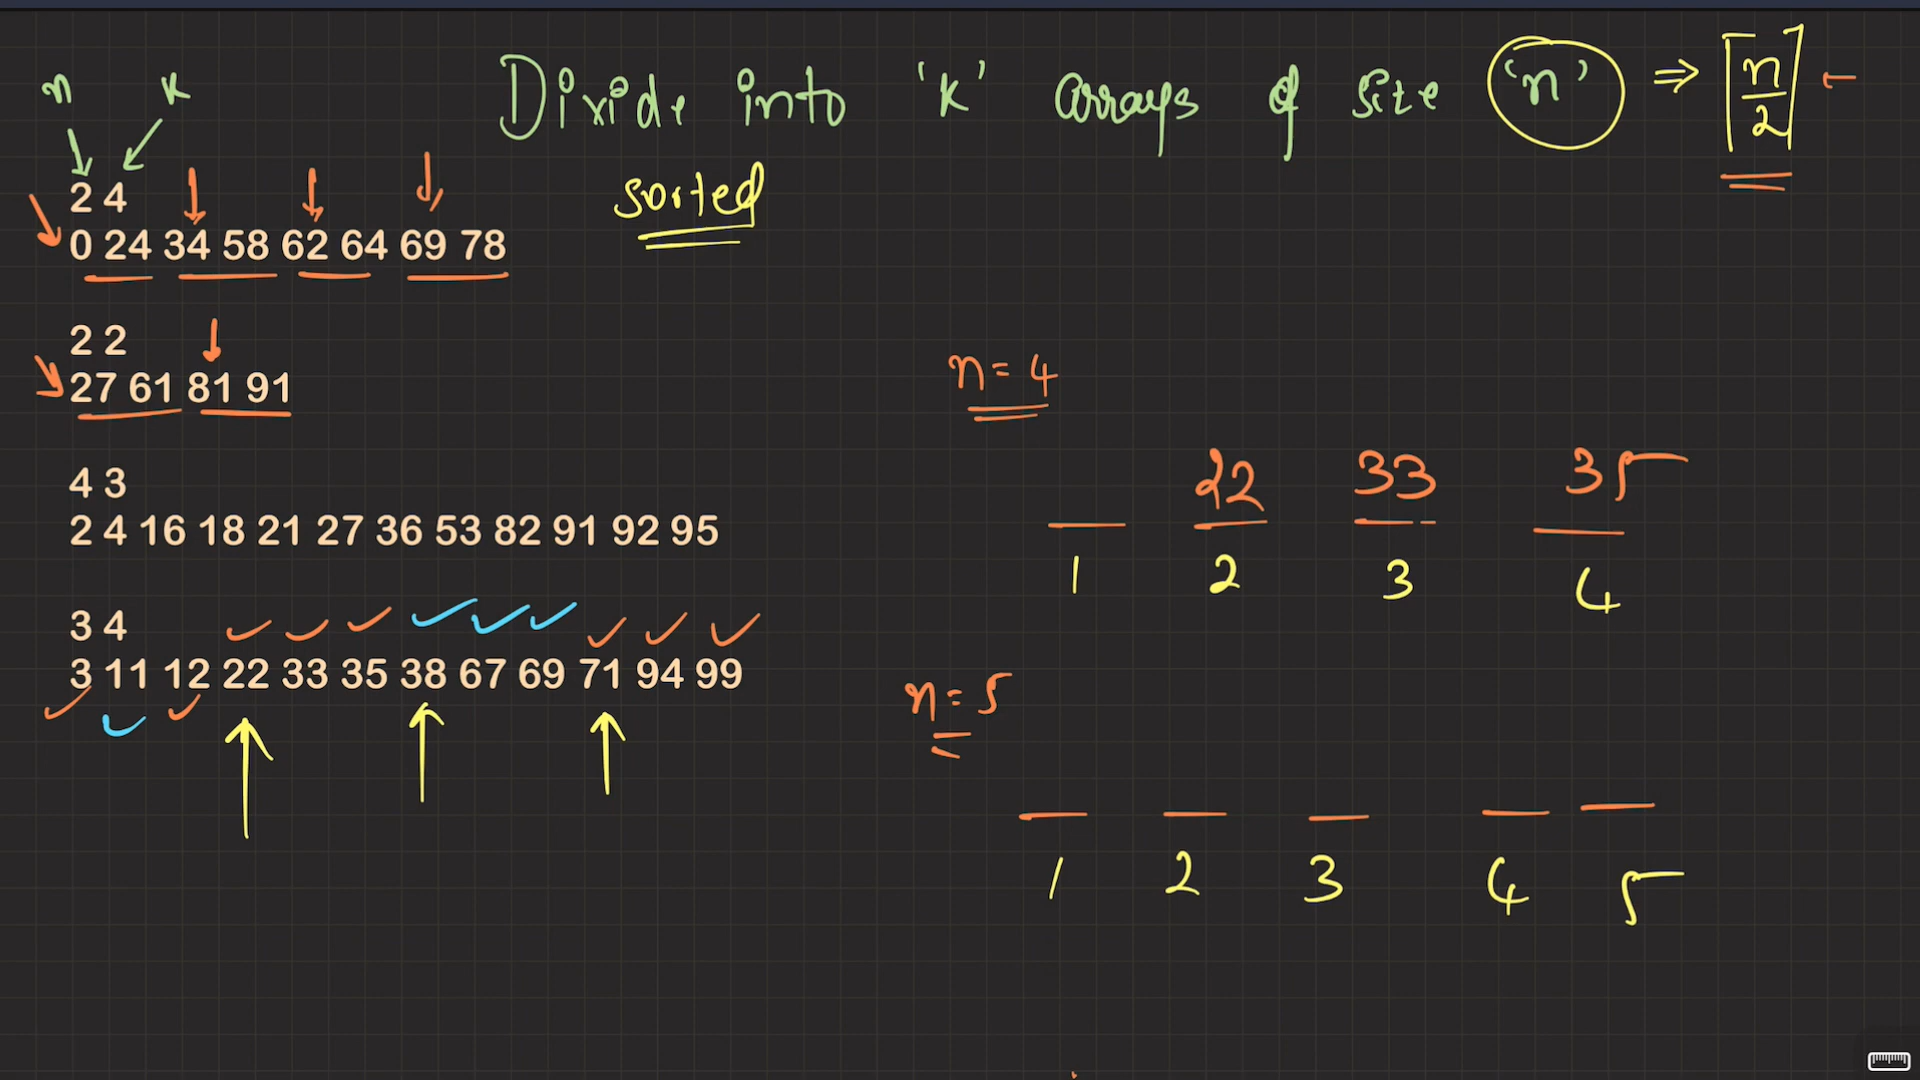 Divide into 'k' arrays of size 'n' ⇒ ⌈n/2⌉ ←
n k
sorted
2 4
0 24 34 58 62 64 69 78
2 2
27 61 81 91
4 3
2 4 16 18 21 27 36 53 82 91 92 95
3 4
3 11 12 22 33 35 38 67 69 71 94 99
n = 4
22 33 35
1 2 3 4
n = 5
1 2 3 4 5